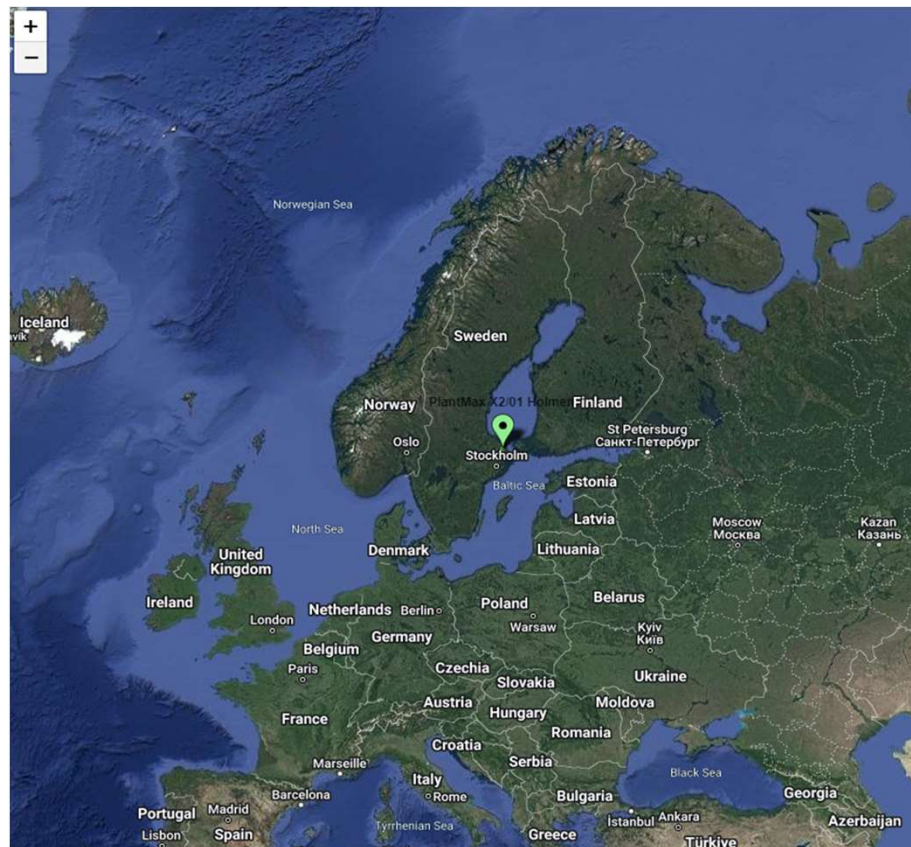 +
−
Norwegian Sea
Iceland
avík
Sweden
PlantMax X2/01 Holmen
Norway
Finland
Oslo
St Petersburg
Санкт-Петербург
Stockholm
Baltic Sea
Estonia
North Sea
Latvia
Moscow
Москва
Kazan
Казань
Denmark
Lithuania
United
Kingdom
Ireland
Belarus
London
Netherlands
Berlin
Poland
Warsaw
Kyiv
Київ
Germany
Belgium
Paris
Czechia
Slovakia
Ukraine
Austria
Moldova
France
Hungary
Romania
Croatia
Serbia
Marseille
Italy
Black Sea
Barcelona
Rome
Bulgaria
Georgia
Portugal
Madrid
Tyrrhenian Sea
İstanbul
Ankara
Azerbaijan
Lisbon
Spain
Greece
Türkiye